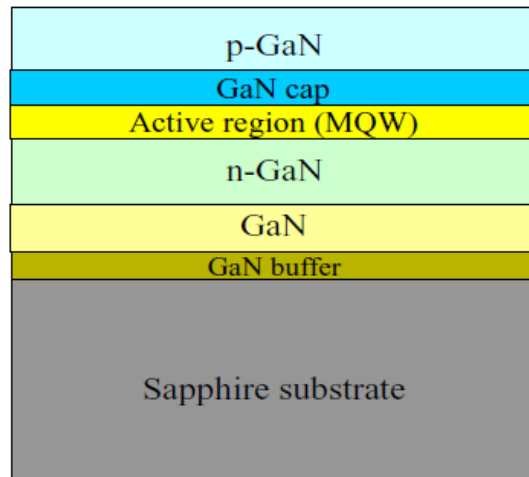 p-GaN
GaN cap
Active region (MQW)
n-GaN
GaN
GaN buffer
Sapphire substrate